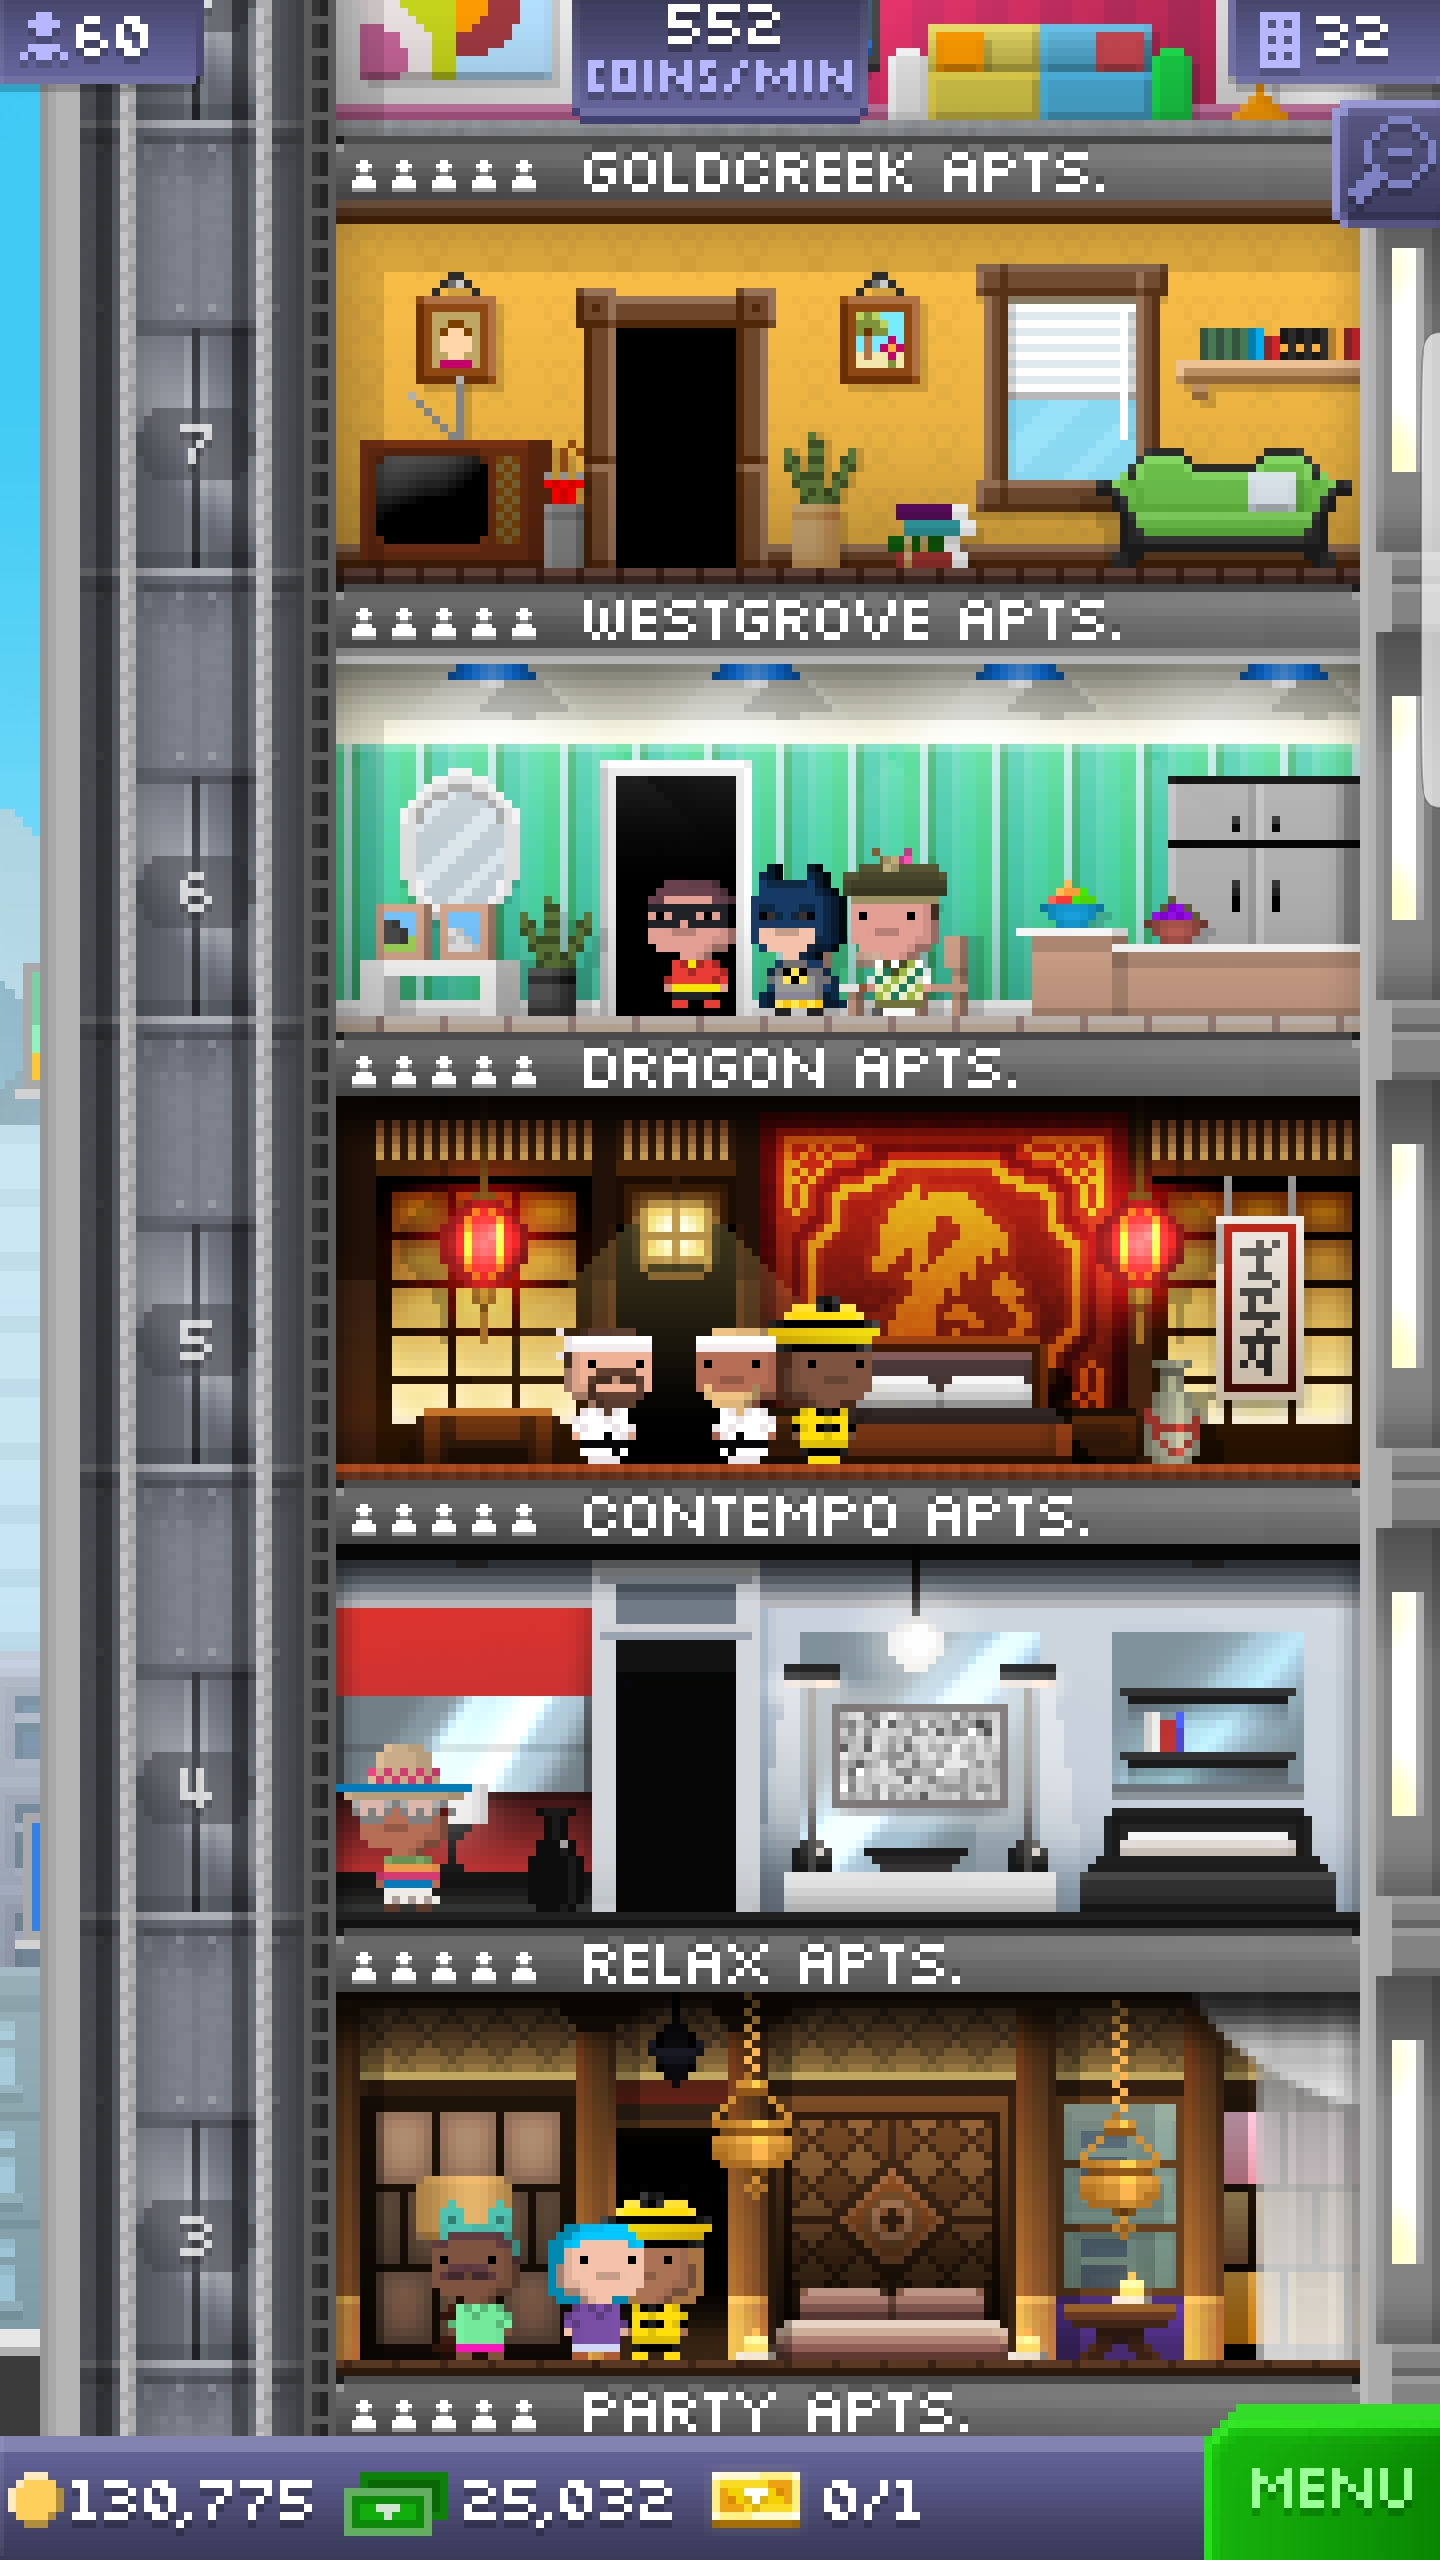 60
552
COINS/MIN
32
GOLDCREEK APTS.
7
WESTGROVE APTS.
6
DRAGON APTS.
5
CONTEMPO APTS.
4
RELAX APTS.
3
PARTY APTS.
130,775
25,032
0/1
MENU